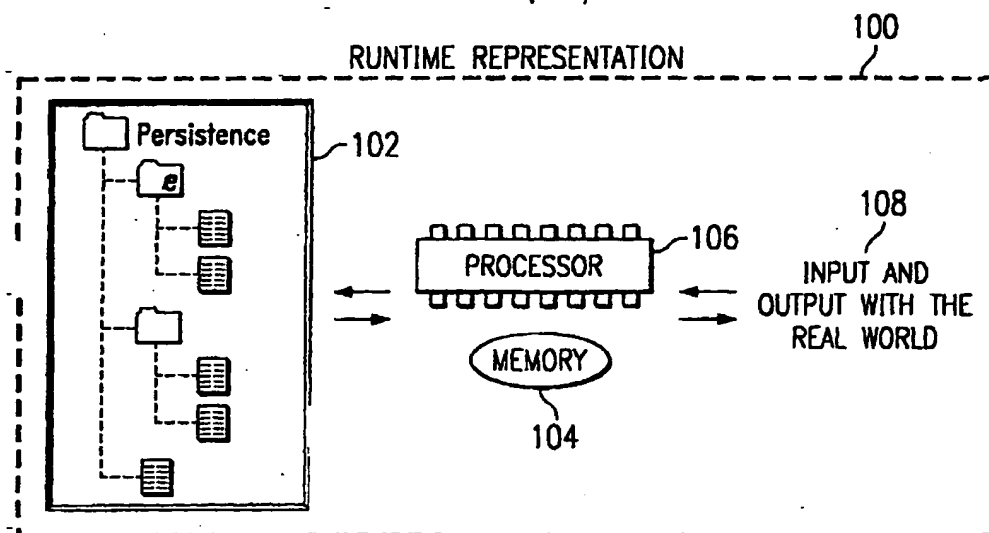 100
RUNTIME REPRESENTATION
Persistence
102
e
106
PROCESSOR
108
INPUT AND
OUTPUT WITH THE
REAL WORLD
MEMORY
104